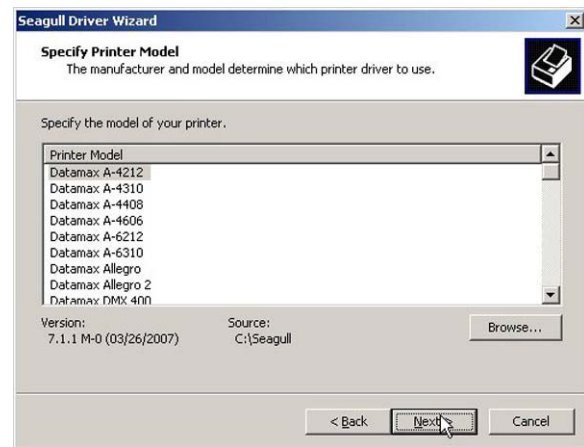 Seagull Driver Wizard
Specify Printer Model
The manufacturer and model determine which printer driver to use.
Specify the model of your printer.
Printer Model
Datamax A-4212
Datamax A-4310
Datamax A-4408
Datamax A-4606
Datamax A-6212
Datamax A-6310
Datamax Allegro
Datamax Allegro 2
Datamax DMX 400
Version: Source:
7.1.1 M-0 (03/26/2007) C:\Seagull
Browse...
< Back Next > Cancel